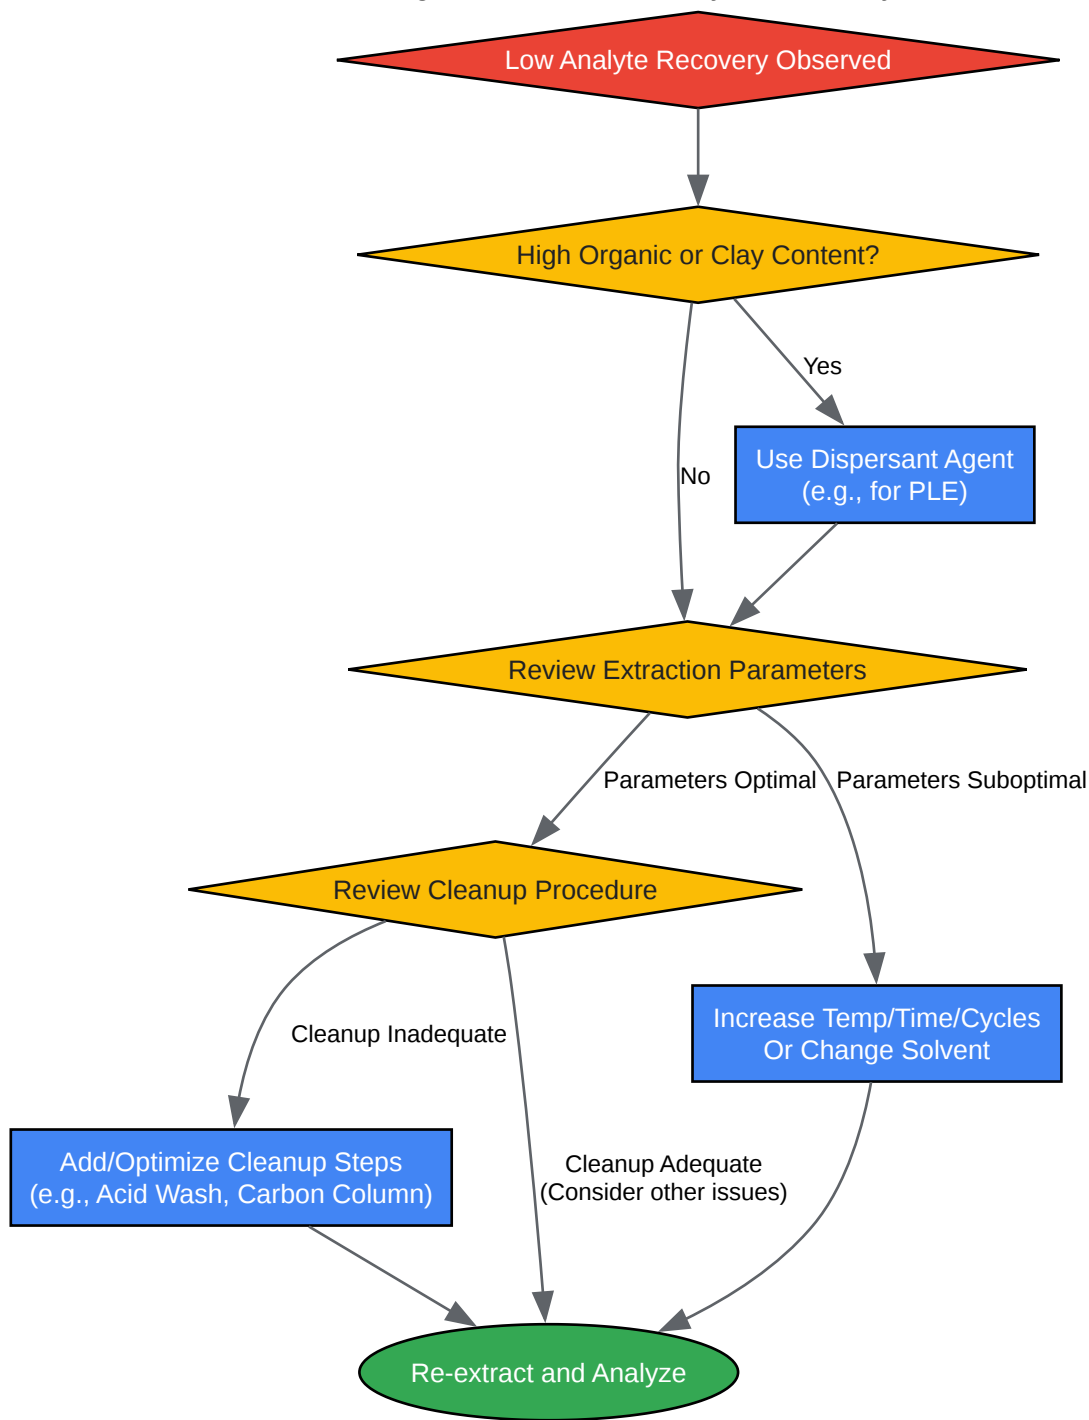 Low Analyte Recovery Observed
High Organic or Clay Content?
Yes
Use Dispersant Agent
(e.g., for PLE)
No
Review Extraction Parameters
Parameters Optimal
Parameters Suboptimal
Review Cleanup Procedure
Increase Temp/Time/Cycles
Or Change Solvent
Cleanup Inadequate
Add/Optimize Cleanup Steps
(e.g., Acid Wash, Carbon Column)
Cleanup Adequate
(Consider other issues)
Re-extract and Analyze